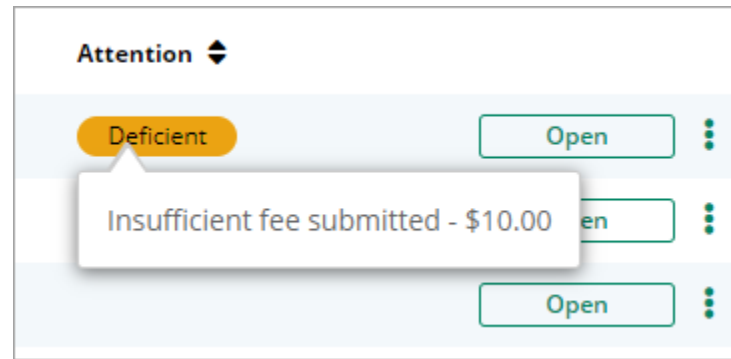 Attention
Deficient
Open
Insufficient fee submitted - $10.00
en
Open